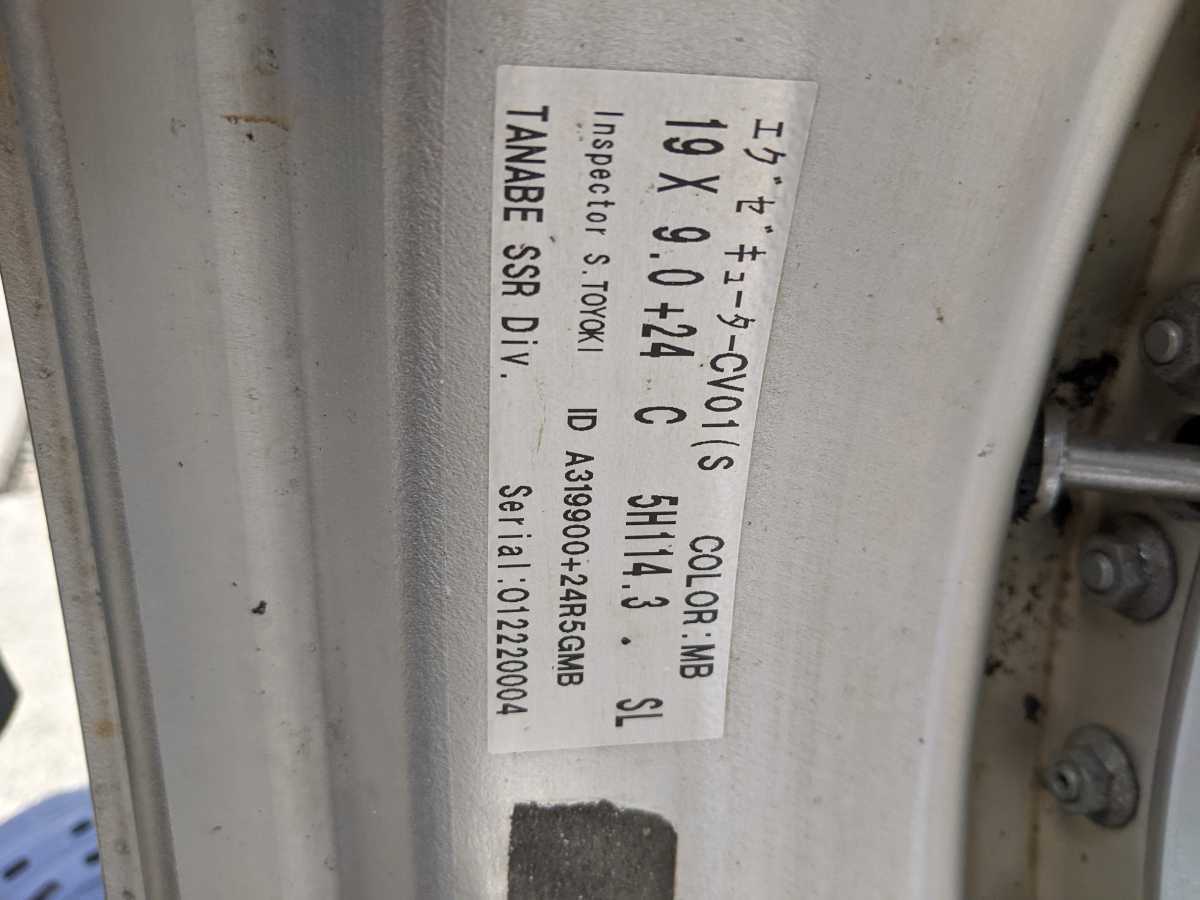 エグゼキューターCV01(S COLOR:MB
19 X 9.0 +24 C 5H114.3 . SL
Inspector S.TOYOKI ID A319900+24R5GMB
TANABE SSR Div. Serial:012220004